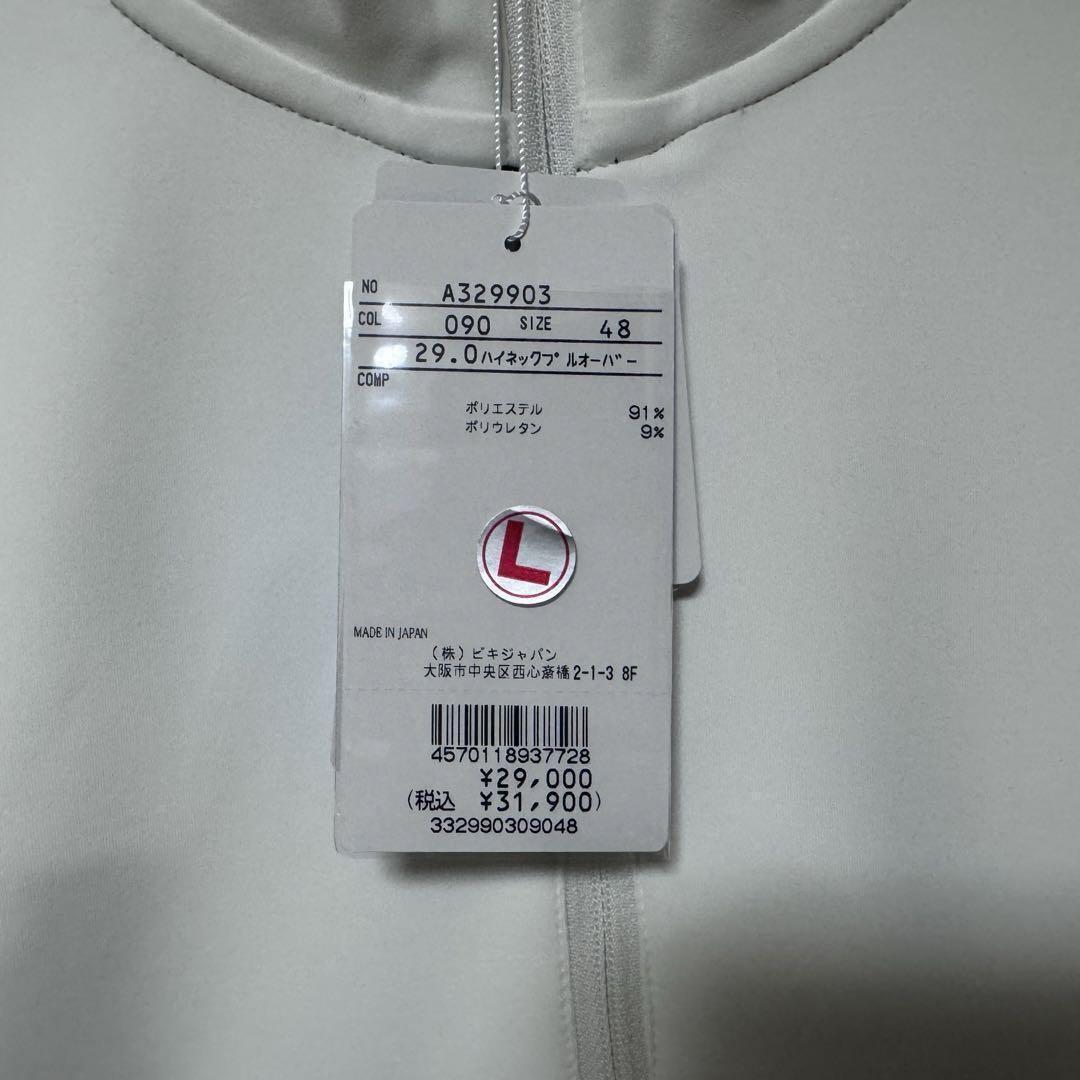 NO A329903
COL 090 SIZE 48
29.0ハイネックプルオーバー
COMP
ポリエステル 91%
ポリウレタン 9%
L
MADE IN JAPAN
(株)ビキジャパン
大阪市中央区西心斎橋2-1-3 8F
4570118937728
¥29,000
(税込 ¥31,900)
332990309048